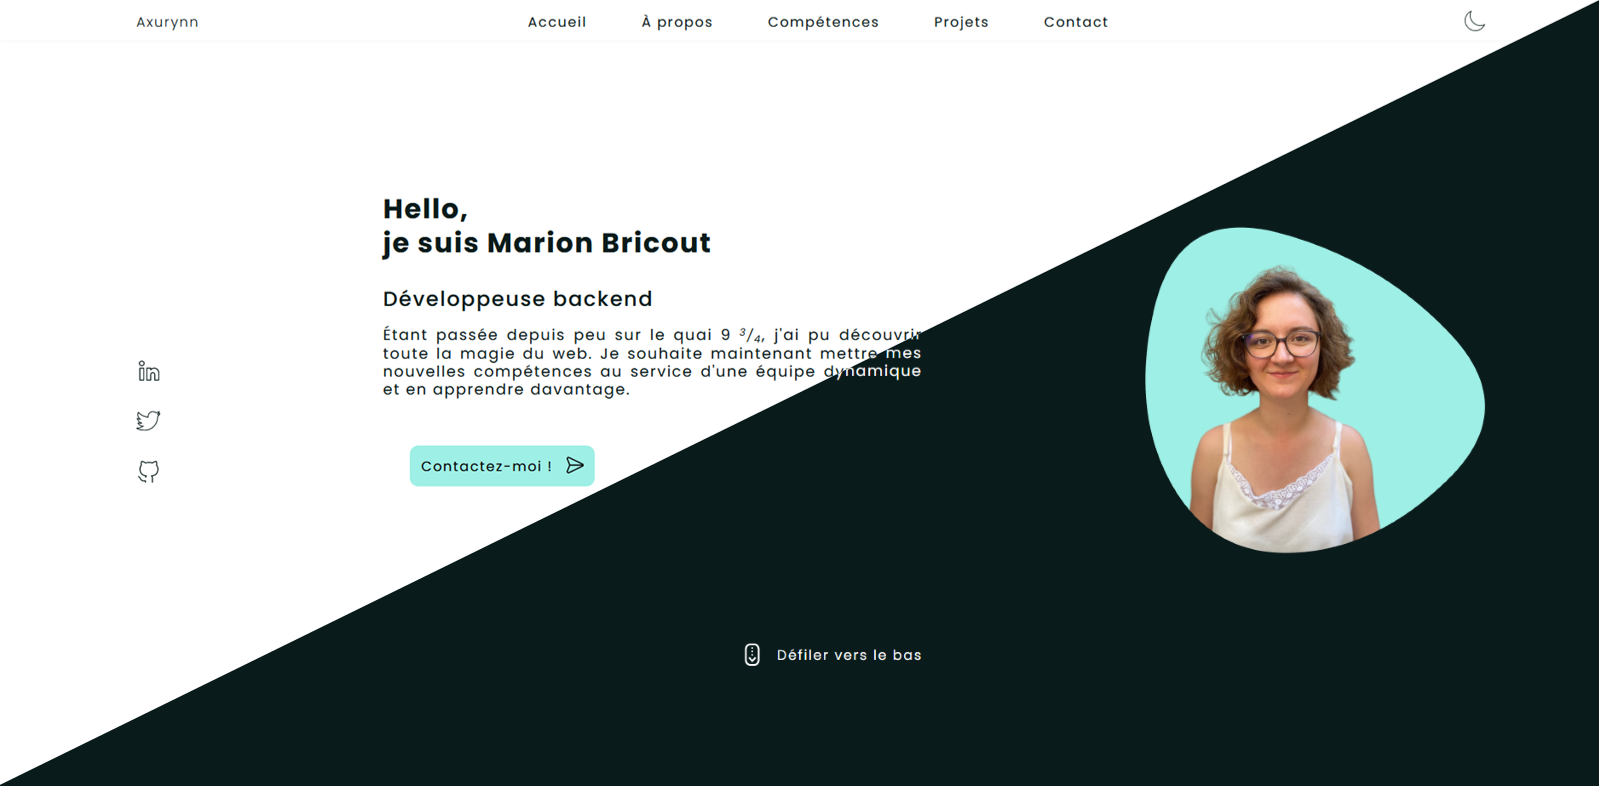 Axurynn
Accueil
À propos
Compétences
Projets
Contact
Hello,
je suis Marion Bricout
Développeuse backend
Étant passée depuis peu sur le quai 9 ³/₄, j'ai pu découvrir
toute la magie du web. Je souhaite maintenant mettre mes
nouvelles compétences au service d'une équipe dynamique
et en apprendre davantage.
in
Contactez-moi !
Défiler vers le bas